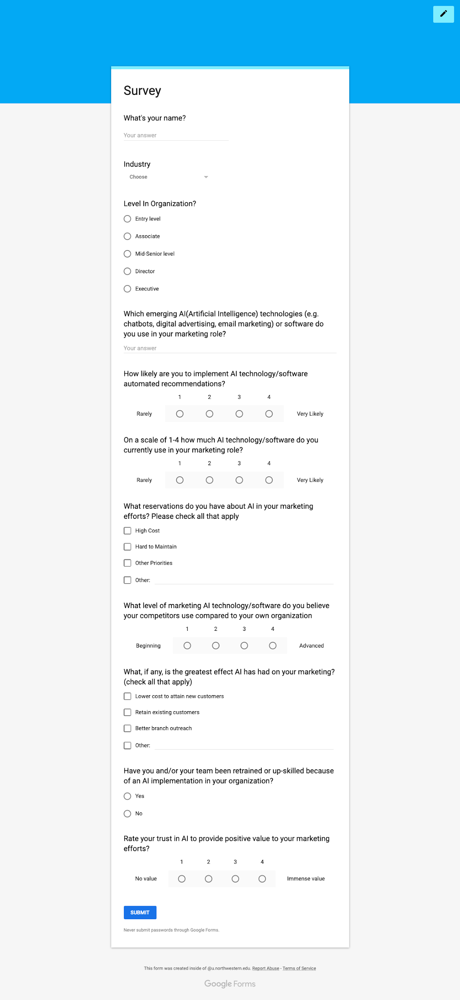 Survey
What's your name?
Your answer
Industry
Choose
Level In Organization?
Entry level
Associate
Mid-Senior level
Director
Executive
Which emerging AI(Artificial Intelligence) technologies (e.g.
chatbots, digital advertising, email marketing) or software do
you use in your marketing role?
Your answer
How likely are you to implement AI technology/software
automated recommendations?
1 2 3 4
Rarely Very Likely
On a scale of 1-4 how much AI technology/software do you
currently use in your marketing role?
1 2 3 4
Rarely Very Likely
What reservations do you have about AI in your marketing
efforts? Please check all that apply
High Cost
Hard to Maintain
Other Priorities
Other:
What level of marketing AI technology/software do you believe
your competitors use compared to your own organization
1 2 3 4
Beginning Advanced
What, if any, is the greatest effect AI has had on your marketing?
(check all that apply)
Lower cost to attain new customers
Retain existing customers
Better branch outreach
Other:
Have you and/or your team been retrained or up-skilled because
of an AI implementation in your organization?
Yes
No
Rate your trust in AI to provide positive value to your marketing
efforts?
1 2 3 4
No value Immense value
SUBMIT
Never submit passwords through Google Forms.
This form was created inside of @u.northwestern.edu. Report Abuse - Terms of Service
Google Forms